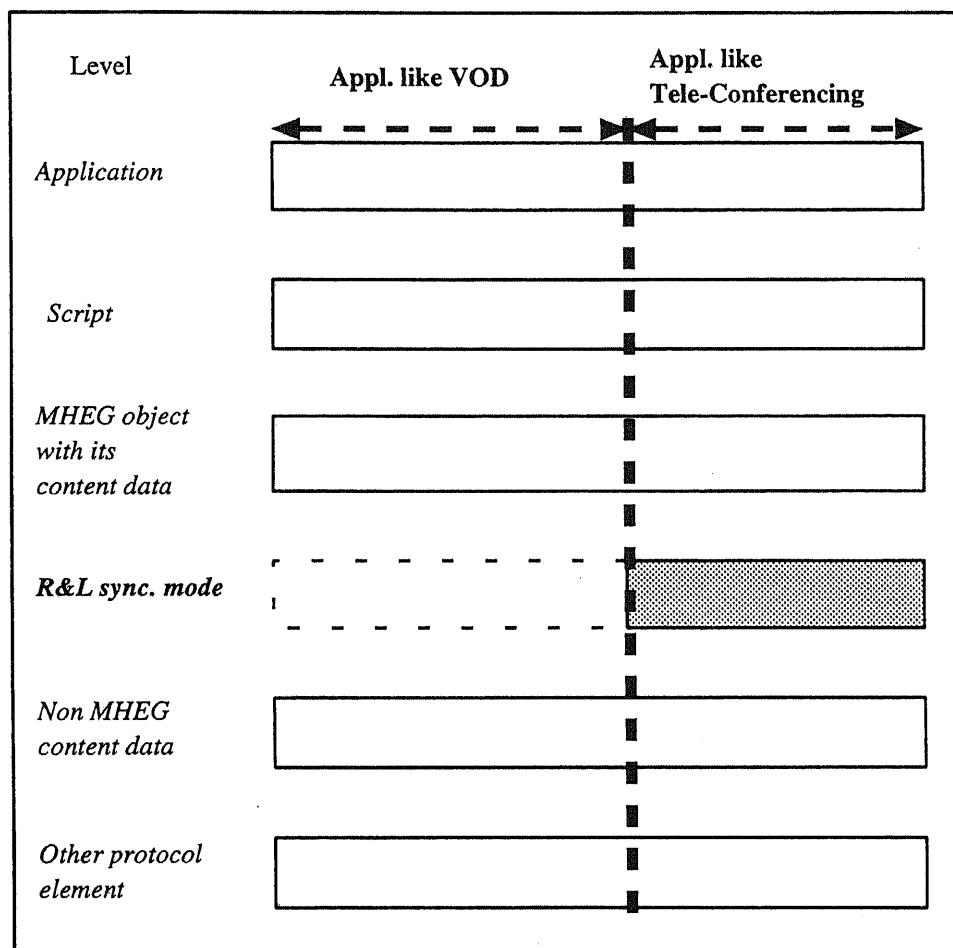 Level
Appl. like VOD
Appl. like
Tele-Conferencing
Application
Script
MHEG object
with its
content data
R&L sync. mode
Non MHEG
content data
Other protocol
element